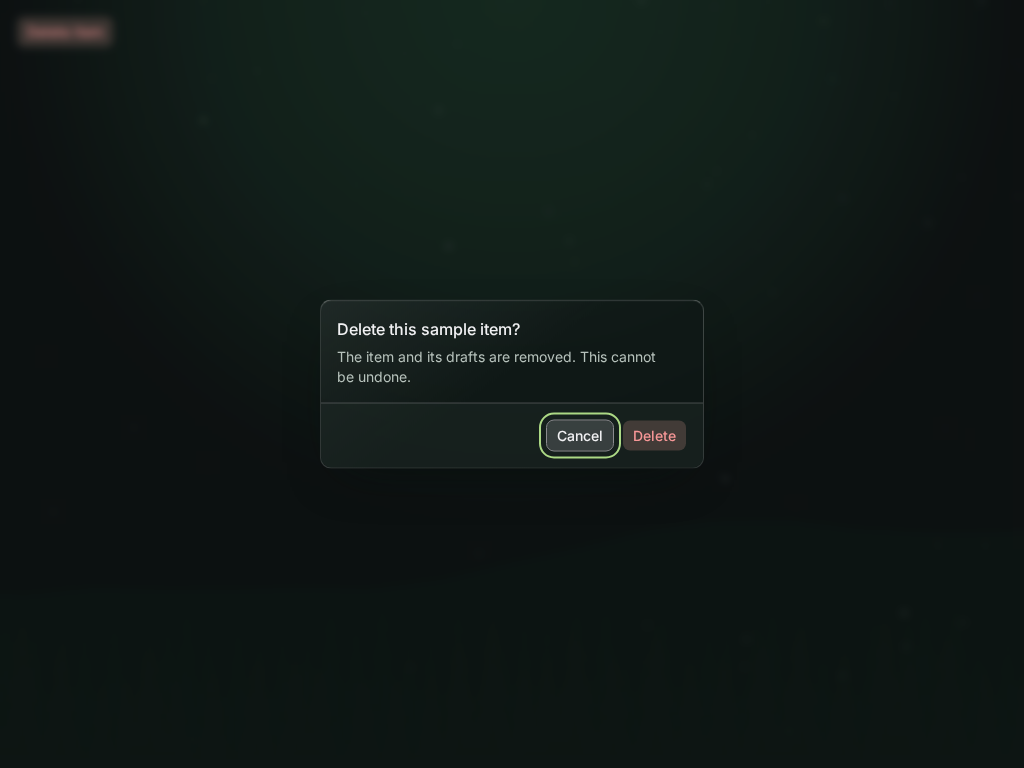 Delete this sample item?
The item and its drafts are removed. This cannot
be undone.
Cancel
Delete